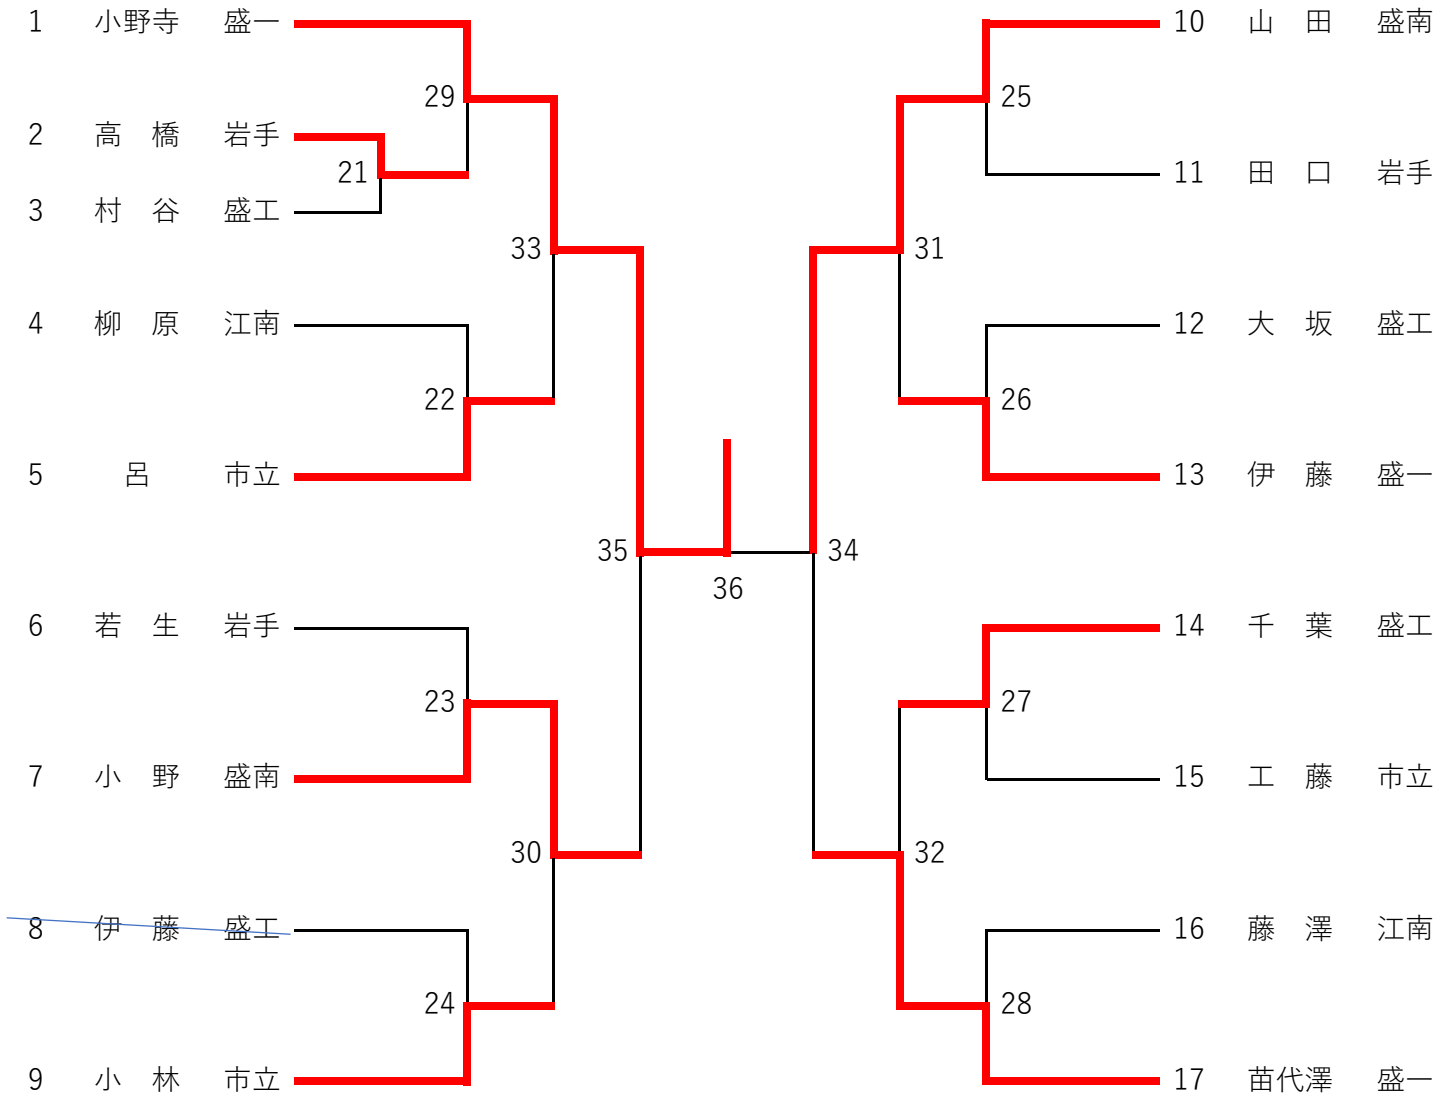 1 小野寺 盛一
29
2 高橋 岩手
21
3 村谷 盛工
33
4 柳原 江南
22
5 呂 市立
35
6 若生 岩手
23
7 小野 盛南
30
8 伊藤 盛工
24
9 小林 市立
36
10 山田 盛南
25
11 田口 岩手
31
12 大坂 盛工
26
13 伊藤 盛一
34
14 千葉 盛工
27
15 工藤 市立
32
16 藤澤 江南
28
17 苗代澤 盛一